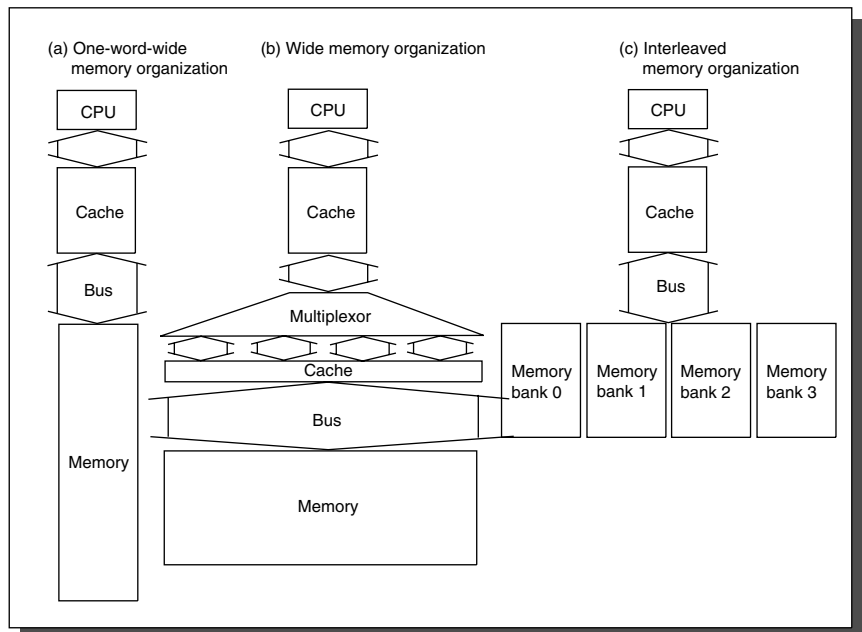 (a) One-word-wide
memory organization
CPU
Cache
Bus
Memory
(b) Wide memory organization
CPU
Cache
Multiplexor
Cache
Bus
Memory
(c) Interleaved
memory organization
CPU
Cache
Bus
Memory
bank 0
Memory
bank 1
Memory
bank 2
Memory
bank 3